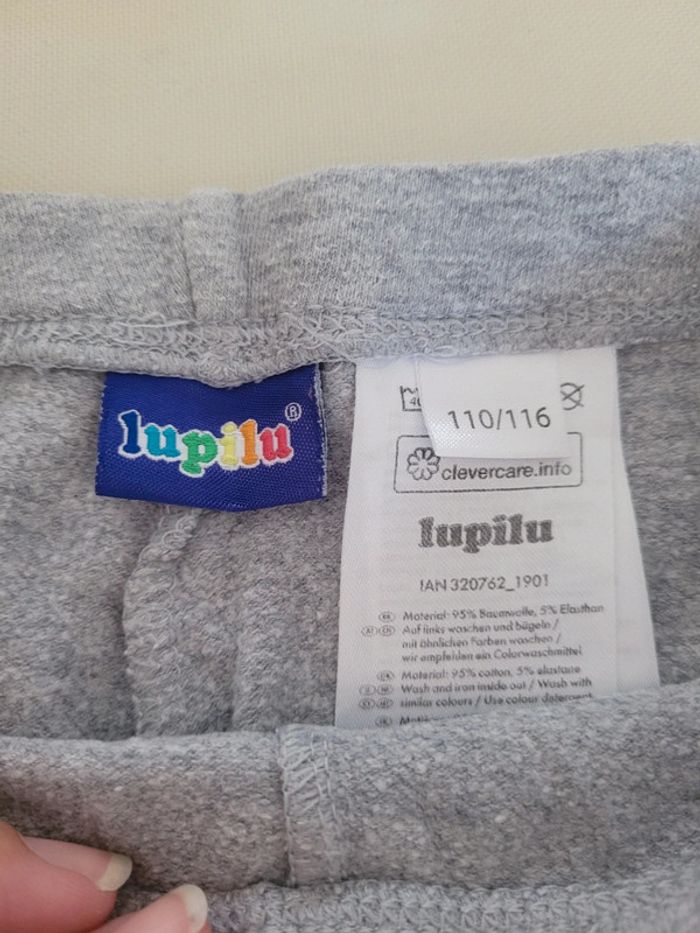 lupilu®
110/116
clevercare.info
lupilu
IAN 320762_1901
Material: 95% Baumwolle, 5% Elasthan
Auf links waschen und bügeln /
mit ähnlichen Farben waschen /
wir empfehlen ein Colorwaschmittel
Material: 95% cotton, 5% elastane
Wash and iron inside out / Wash with
similar colours / Use colour detergent